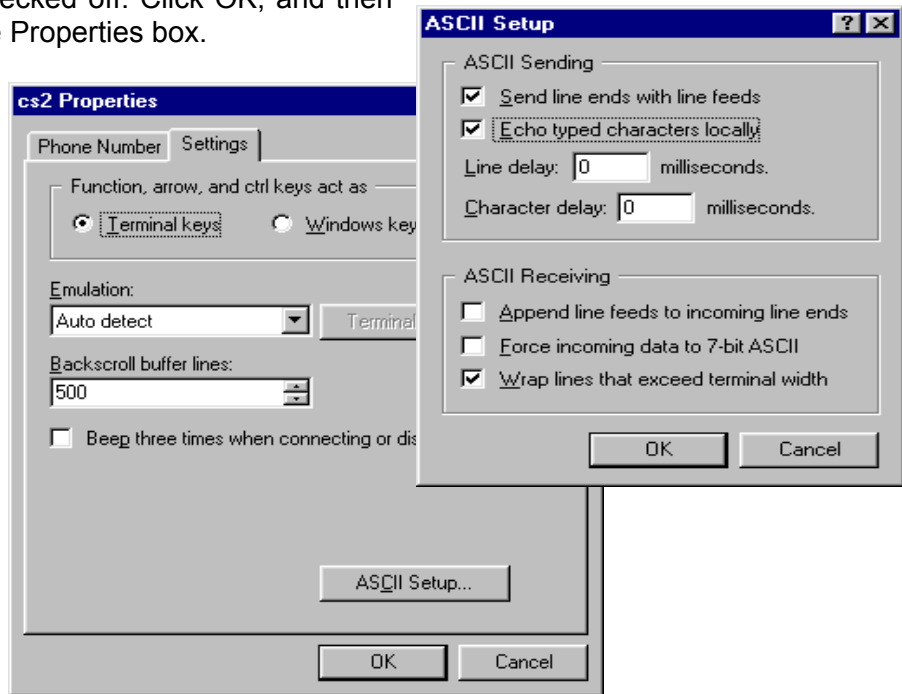 ecked off. Click OK, and then
Properties box.
cs2 Properties
Phone Number Settings
Function, arrow, and ctrl keys act as
Terminal keys Windows key
Emulation:
Auto detect Terminal
Backscroll buffer lines:
500
Beep three times when connecting or dis
ASCII Setup...
OK Cancel
ASCII Setup
? ×
ASCII Sending
Send line ends with line feeds
Echo typed characters locally
Line delay: 0 milliseconds.
Character delay: 0 milliseconds.
ASCII Receiving
Append line feeds to incoming line ends
Force incoming data to 7-bit ASCII
Wrap lines that exceed terminal width
OK Cancel